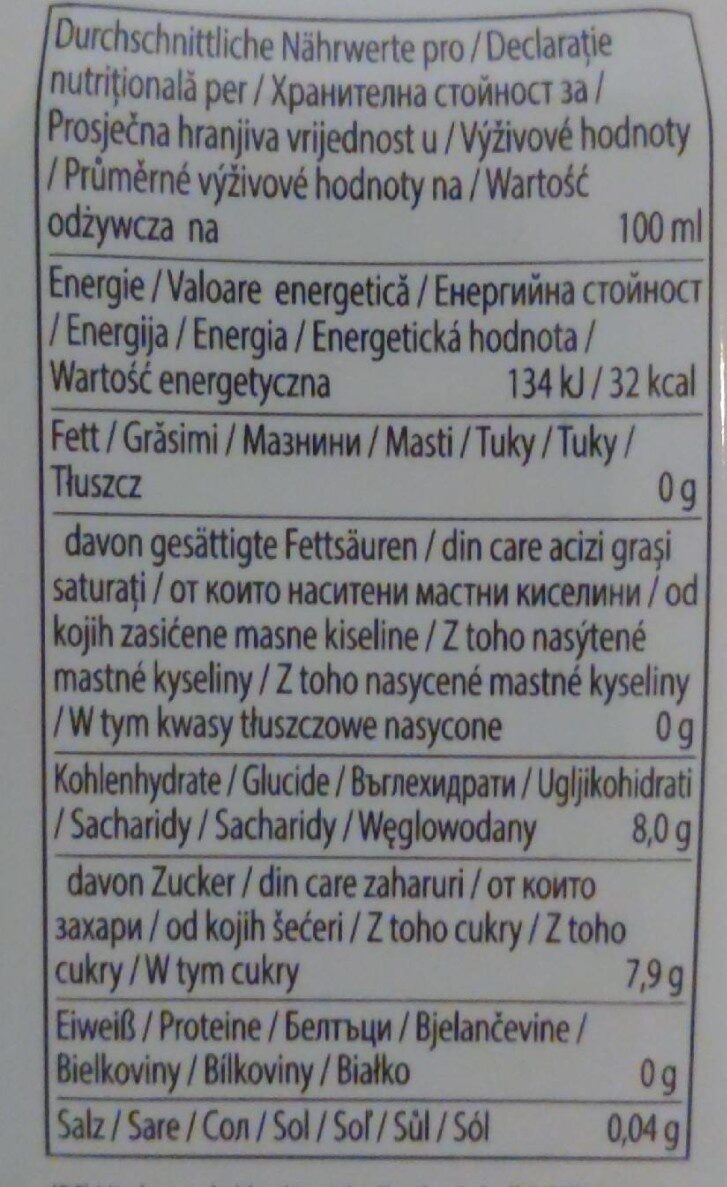 Durchschnittliche Nährwerte pro / Declarație
nutrițională per / Хранителна стойност за /
Prosječna hranjiva vrijednost u / Výživové hodnoty
/ Průměrné výživové hodnoty na / Wartość
odżywcza na 100 ml
Energie / Valoare energetică / Енергийна стойност
/ Energija / Energia / Energetická hodnota /
Wartość energetyczna 134 kJ / 32 kcal
Fett / Grăsimi / Мазнини / Masti / Tuky / Tuky /
Tłuszcz 0 g
davon gesättigte Fettsäuren / din care acizi grași
saturați / от които наситени мастни киселини / od
kojih zasićene masne kiseline / Z toho nasýtené
mastné kyseliny / Z toho nasycené mastné kyseliny
/ W tym kwasy tłuszczowe nasycone 0 g
Kohlenhydrate / Glucide / Въглехидрати / Ugljikohidrati
/ Sacharidy / Sacharidy / Węglowodany 8,0 g
davon Zucker / din care zaharuri / от които
захари / od kojih šećeri / Z toho cukry / Z toho
cukry / W tym cukry 7,9 g
Eiweiß / Proteine / Белтъци / Bjelančevine /
Bielkoviny / Bílkoviny / Białko 0 g
Salz / Sare / Сол / Sol / Soľ / Sůl / Sól 0,04 g